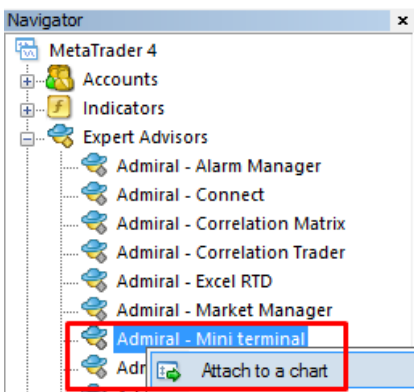 Navigator
MetaTrader 4
Accounts
Indicators
Expert Advisors
Admiral - Alarm Manager
Admiral - Connect
Admiral - Correlation Matrix
Admiral - Correlation Trader
Admiral - Excel RTD
Admiral - Market Manager
Admiral - Mini terminal
Adr Attach to a chart